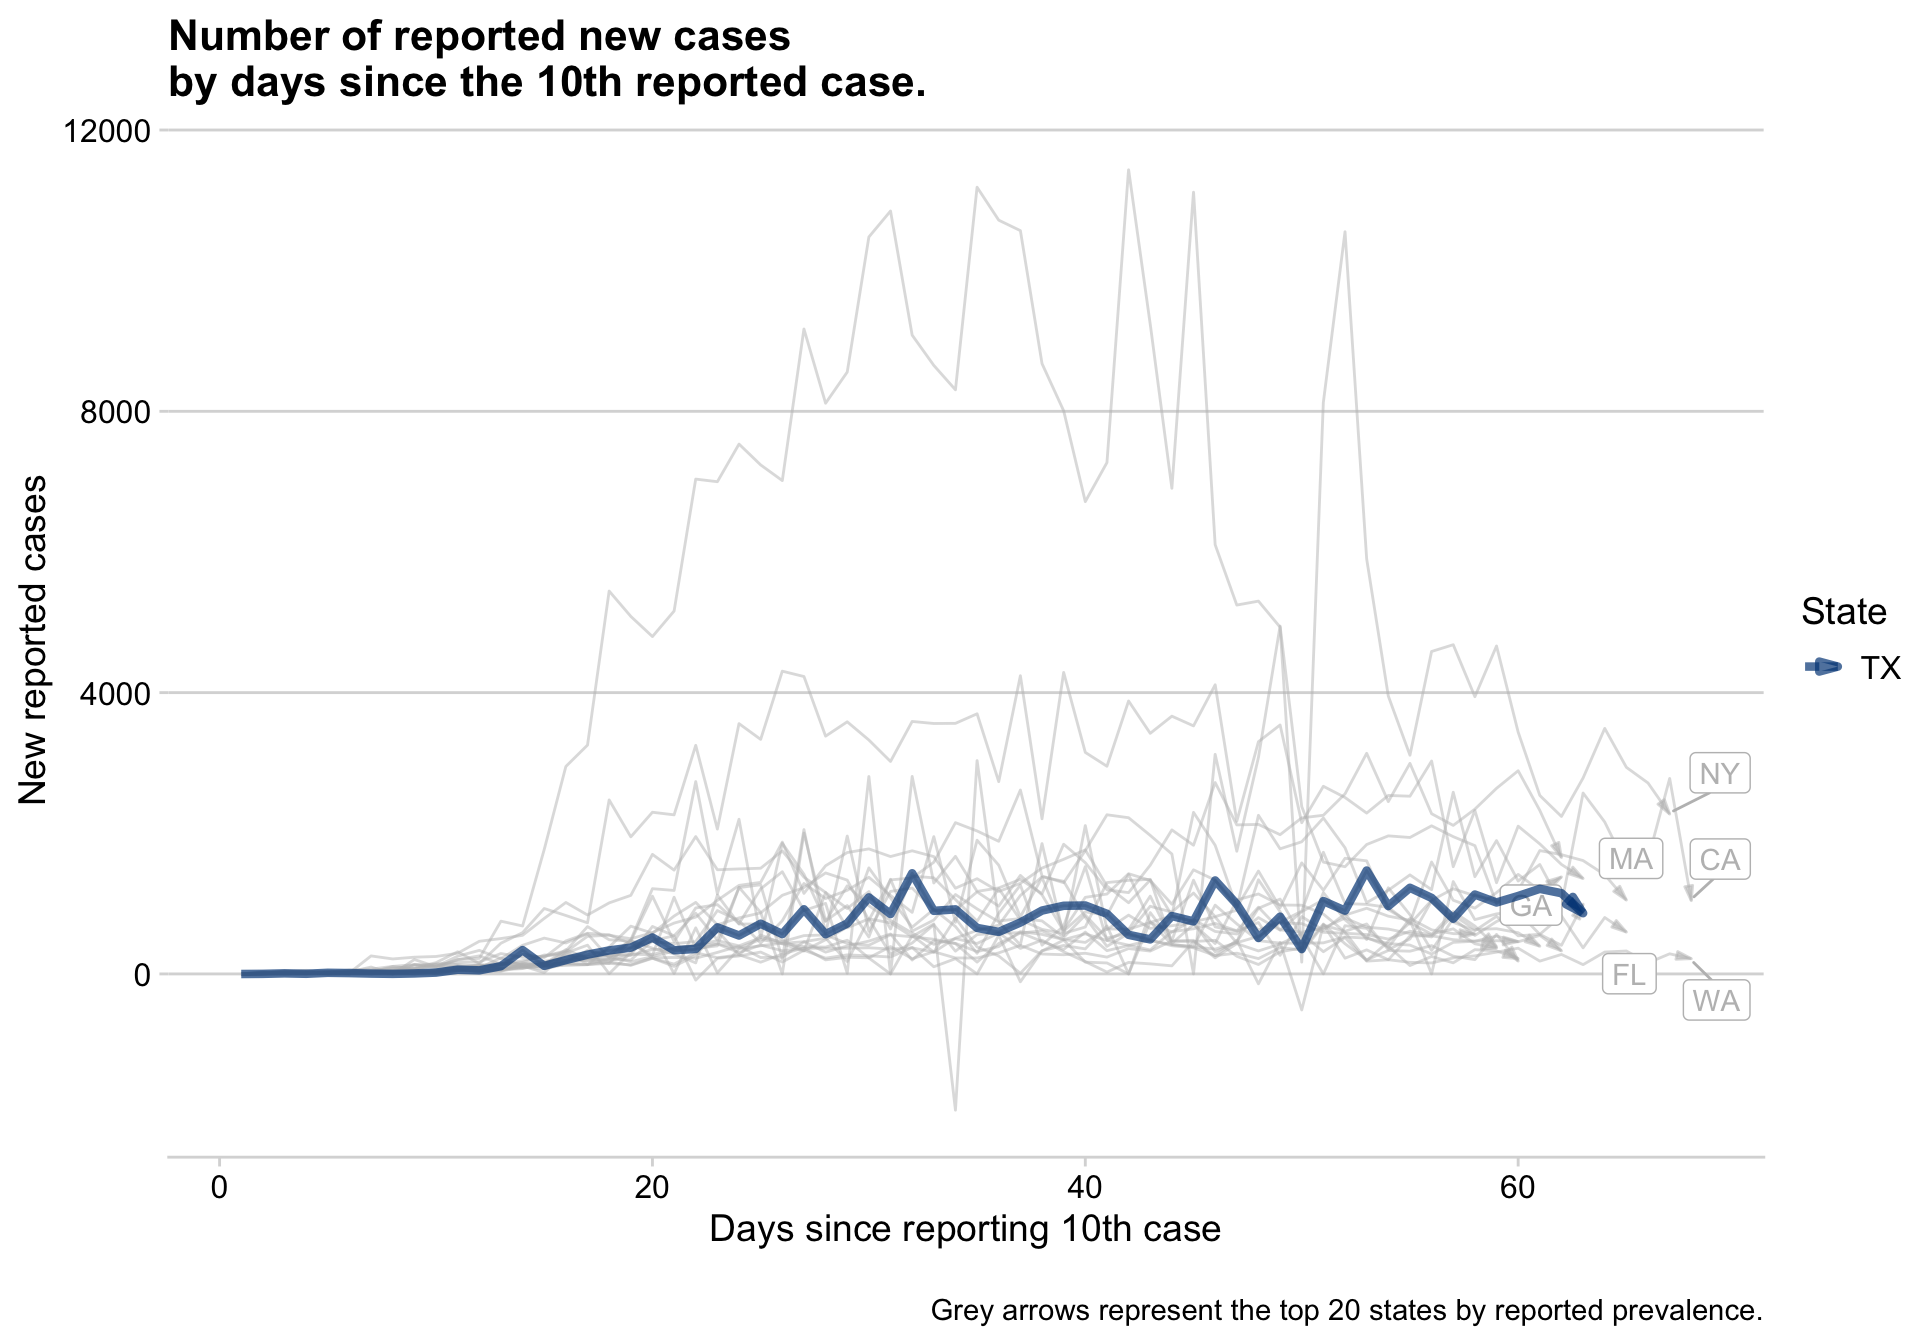 Number of reported new cases
by days since the 10th reported case.
12000
8000
4000
0
New reported cases
NY
MA
CA
GA
FL
WA
State
TX
0
20
40
60
Days since reporting 10th case
Grey arrows represent the top 20 states by reported prevalence.